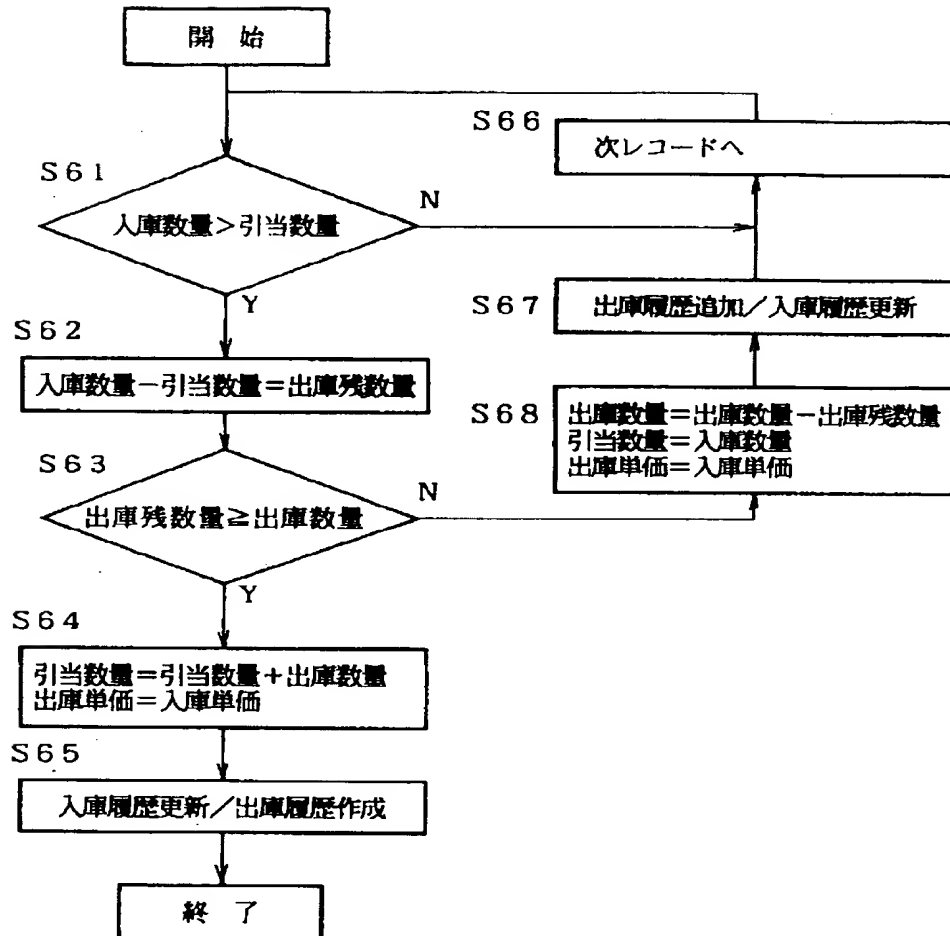 開 始
S66
次レコードへ
S61
入庫数量>引当数量
N
Y
S67
出庫履歴追加/入庫履歴更新
S62
入庫数量-引当数量=出庫残数量
S68
出庫数量=出庫数量-出庫残数量
引当数量=入庫数量
出庫単価=入庫単価
S63
出庫残数量≧出庫数量
N
Y
S64
引当数量=引当数量+出庫数量
出庫単価=入庫単価
S65
入庫履歴更新/出庫履歴作成
終 了